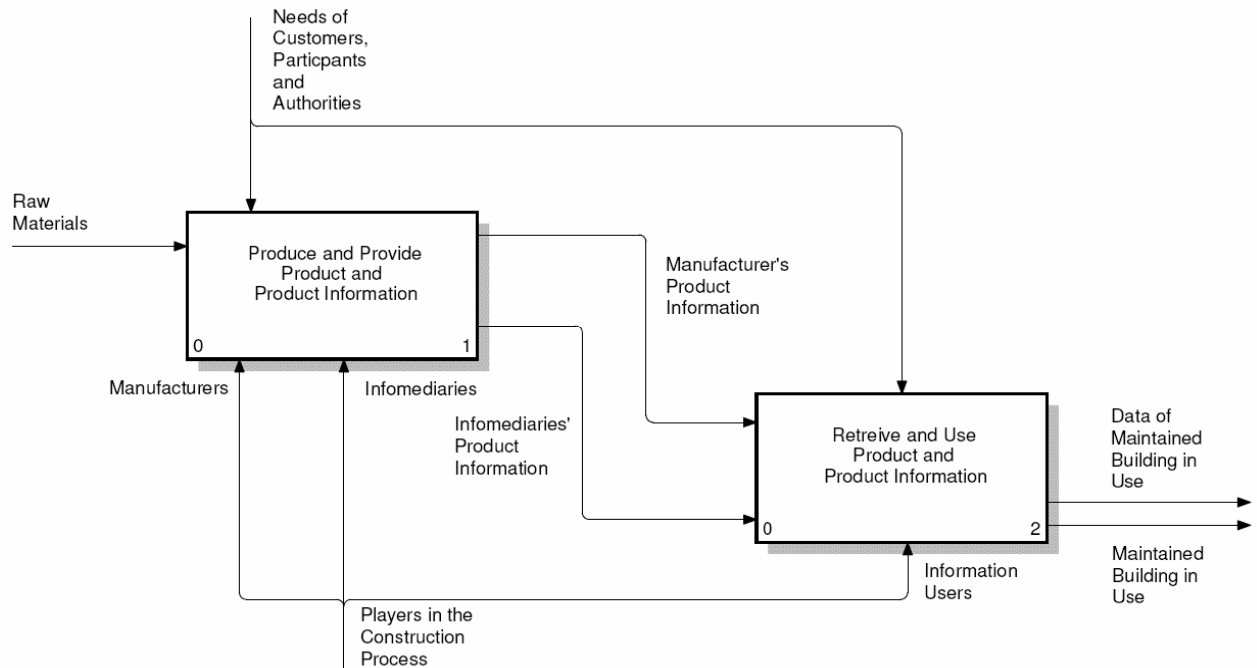 Needs of
Customers,
Particpants
and
Authorities
Raw
Materials
Produce and Provide
Product and
Product Information
0
1
Manufacturer's
Product
Information
Manufacturers
Infomediaries
Infomediaries'
Product
Information
Retreive and Use
Product and
Product Information
0
2
Data of
Maintained
Building in
Use
Maintained
Building in
Use
Information
Users
Players in the
Construction
Process